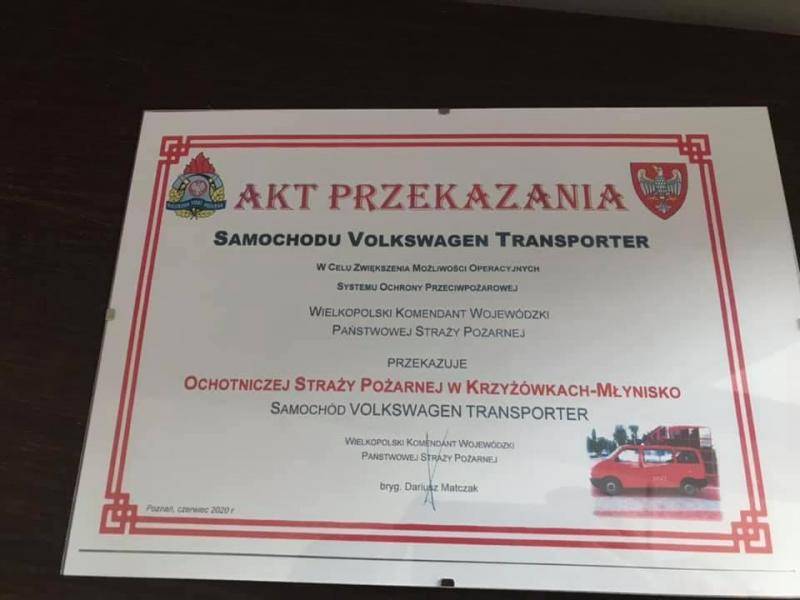 AKT PRZEKAZANIA
SAMOCHODU VOLKSWAGEN TRANSPORTER
W CELU ZWIĘKSZENIA MOŻLIWOŚCI OPERACYJNYCH
SYSTEMU OCHRONY PRZECIWPOŻAROWEJ
WIELKOPOLSKI KOMENDANT WOJEWÓDZKI
PAŃSTWOWEJ STRAŻY POŻARNEJ
PRZEKAZUJE
OCHOTNICZEJ STRAŻY POŻARNEJ W KRZYŻÓWKACH-MŁYNISKO
SAMOCHÓD VOLKSWAGEN TRANSPORTER
WIELKOPOLSKI KOMENDANT WOJEWÓDZKI
PAŃSTWOWEJ STRAŻY POŻARNEJ
bryg. Dariusz Matczak
Poznań, czerwiec 2020 r